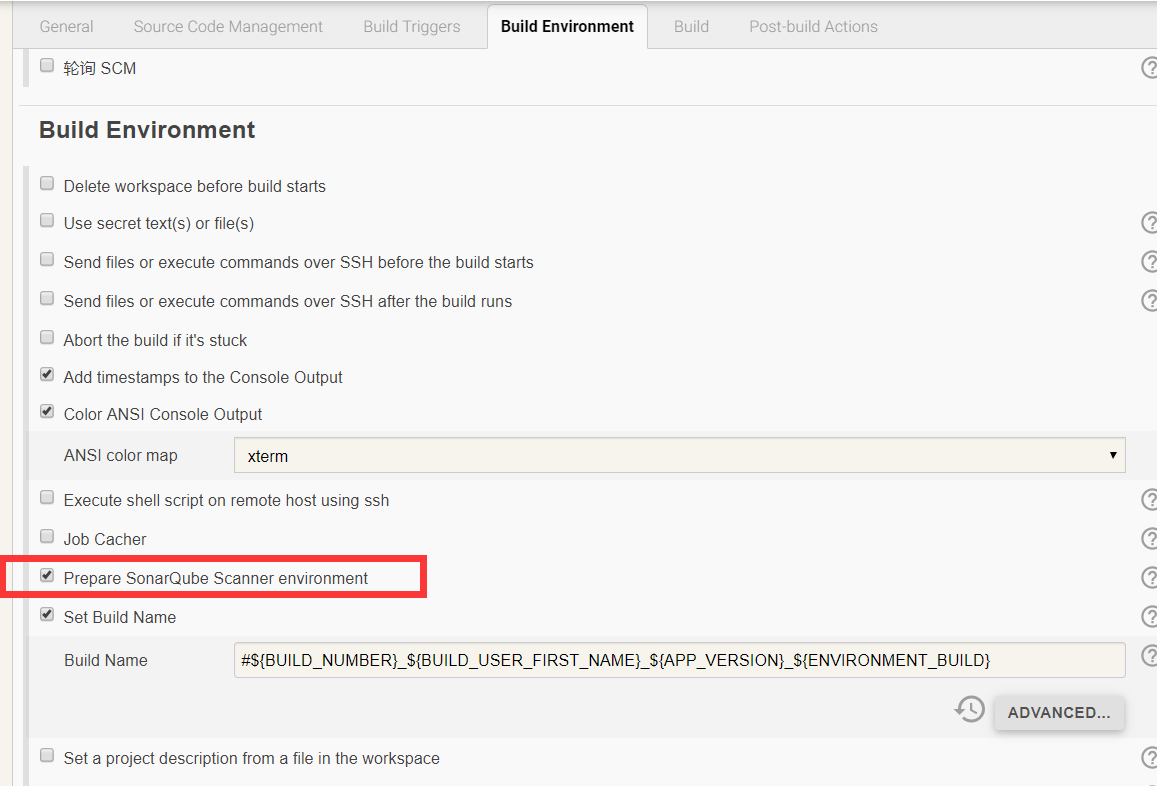 General Source Code Management Build Triggers Build Environment Build Post-build Actions
轮询 SCM
Build Environment
Delete workspace before build starts
Use secret text(s) or file(s)
Send files or execute commands over SSH before the build starts
Send files or execute commands over SSH after the build runs
Abort the build if it's stuck
Add timestamps to the Console Output
Color ANSI Console Output
ANSI color map xterm
Execute shell script on remote host using ssh
Job Cacher
Prepare SonarQube Scanner environment
Set Build Name
Build Name #${BUILD_NUMBER}_${BUILD_USER_FIRST_NAME}_${APP_VERSION}_${ENVIRONMENT_BUILD}
ADVANCED...
Set a project description from a file in the workspace